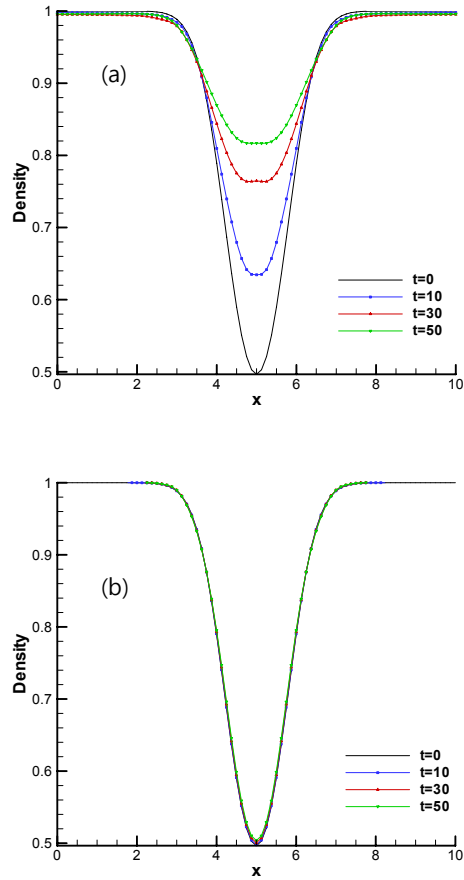 1
(a)
0.9
0.8
Density
0.7
0.6
0.5
t=0
t=10
t=30
t=50
0 2 4 6 8 10
x
1
(b)
0.9
0.8
Density
0.7
0.6
0.5
t=0
t=10
t=30
t=50
0 2 4 6 8 10
x